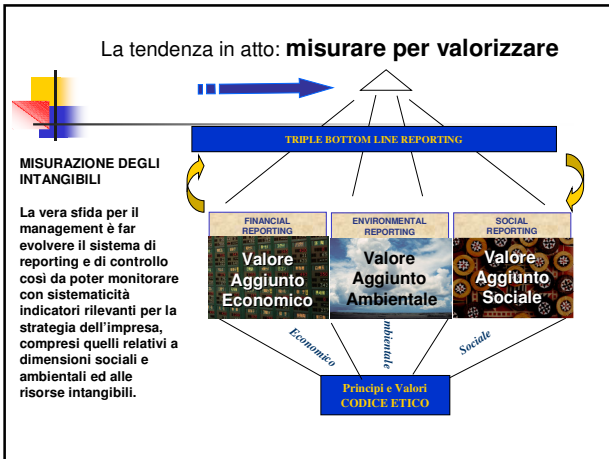 La tendenza in atto: misurare per valorizzare
TRIPLE BOTTOM LINE REPORTING
MISURAZIONE DEGLI
INTANGIBILI
La vera sfida per il
management è far
evolvere il sistema di
reporting e di controllo
così da poter monitorare
con sistematicità
indicatori rilevanti per la
strategia dell'impresa,
compresi quelli relativi a
dimensioni sociali e
ambientali ed alle
risorse intangibili.
FINANCIAL
REPORTING
Valore
Aggiunto
Economico
ENVIRONMENTAL
REPORTING
Valore
Aggiunto
Ambientale
SOCIAL
REPORTING
Valore
Aggiunto
Sociale
Economico
mbientale
Sociale
Principi e Valori
CODICE ETICO